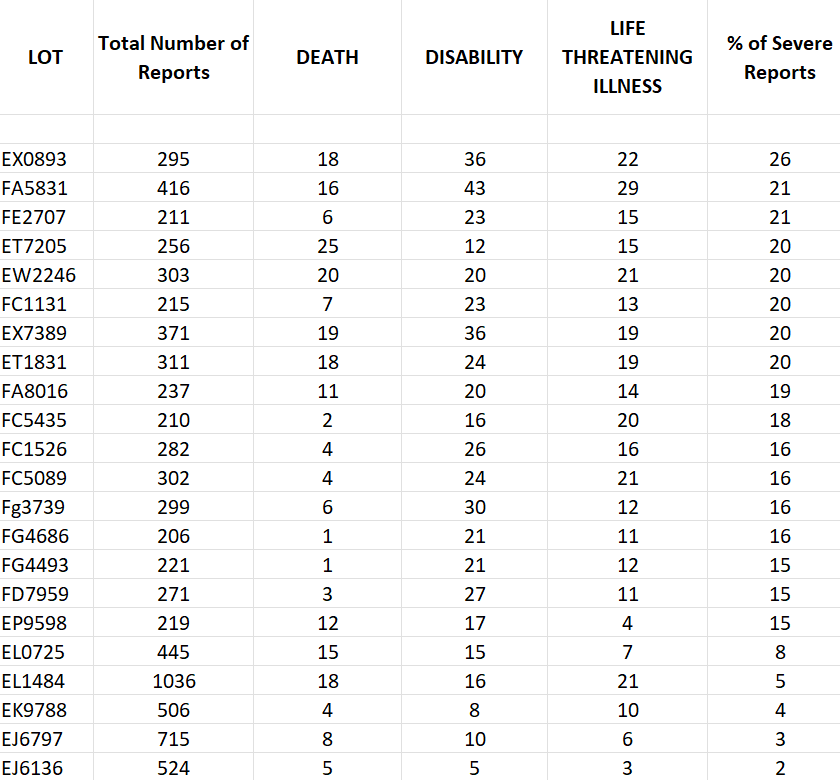 LOT Total Number of Reports DEATH DISABILITY LIFE THREATENING ILLNESS % of Severe Reports
EX0893 295 18 36 22 26
FA5831 416 16 43 29 21
FE2707 211 6 23 15 21
ET7205 256 25 12 15 20
EW2246 303 20 20 21 20
FC1131 215 7 23 13 20
EX7389 371 19 36 19 20
ET1831 311 18 24 19 20
FA8016 237 11 20 14 19
FC5435 210 2 16 20 18
FC1526 282 4 26 16 16
FC5089 302 4 24 21 16
Fg3739 299 6 30 12 16
FG4686 206 1 21 11 16
FG4493 221 1 21 12 15
FD7959 271 3 27 11 15
EP9598 219 12 17 4 15
EL0725 445 15 15 7 8
EL1484 1036 18 16 21 5
EK9788 506 4 8 10 4
EJ6797 715 8 10 6 3
EJ6136 524 5 5 3 2